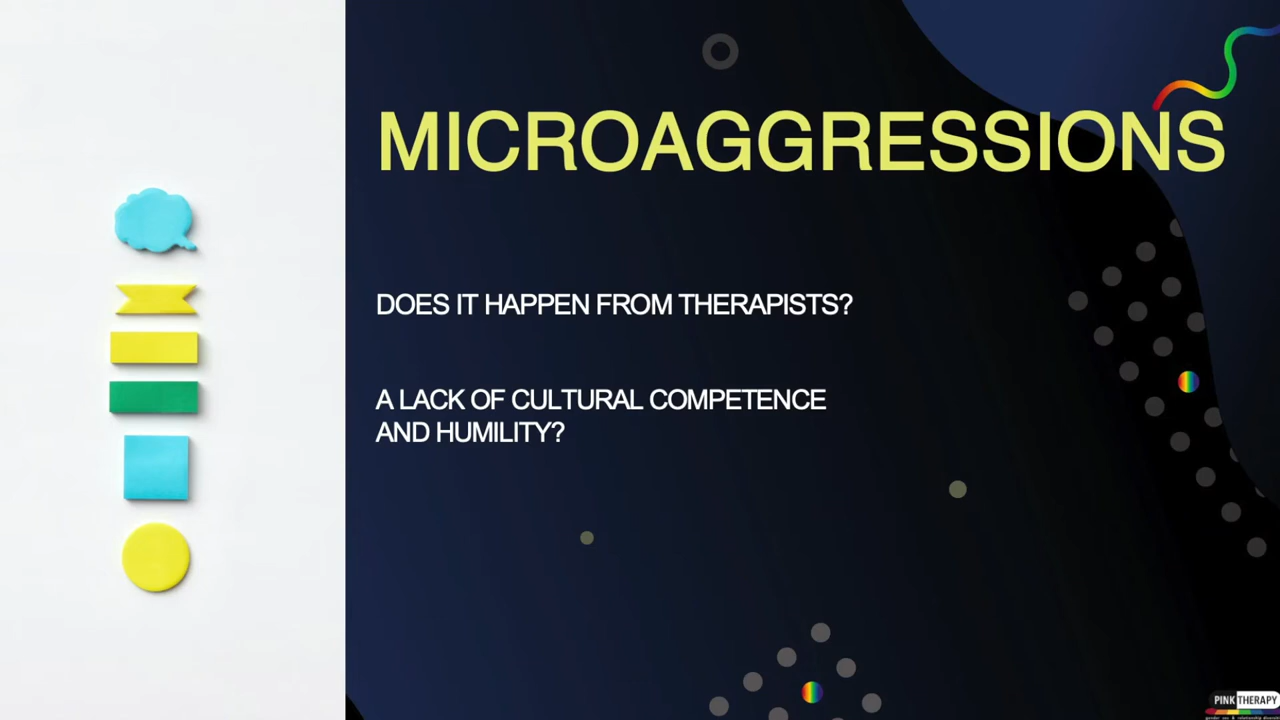 MICROAGGRESSIONS
DOES IT HAPPEN FROM THERAPISTS?
A LACK OF CULTURAL COMPETENCE
AND HUMILITY?
PINK THERAPY